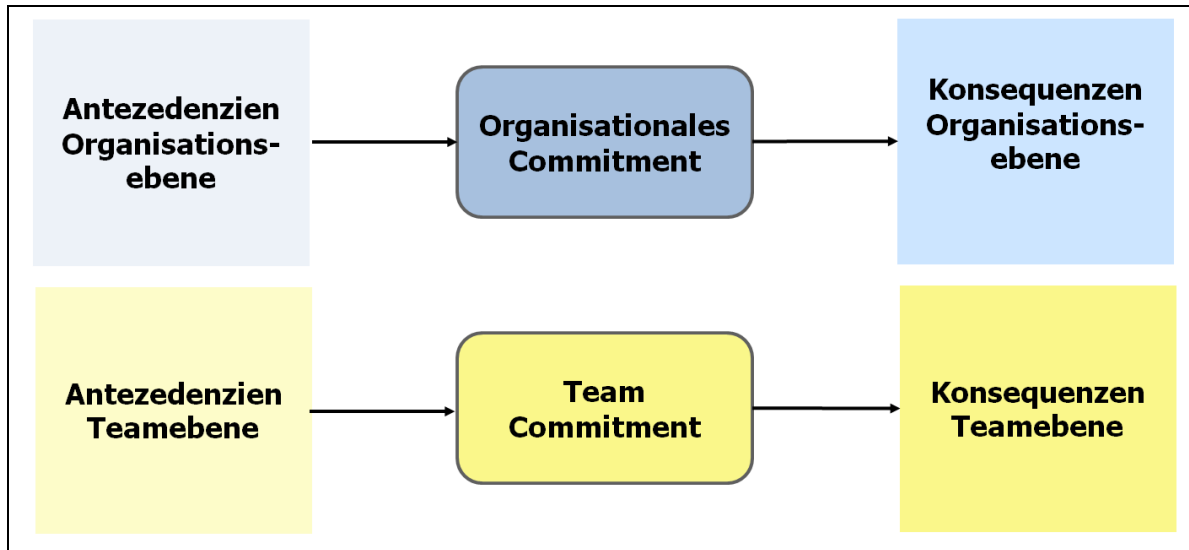 Antezedenzien
Organisations-
ebene
Organisationales
Commitment
Konsequenzen
Organisations-
ebene
Antezedenzien
Teamebene
Team
Commitment
Konsequenzen
Teamebene